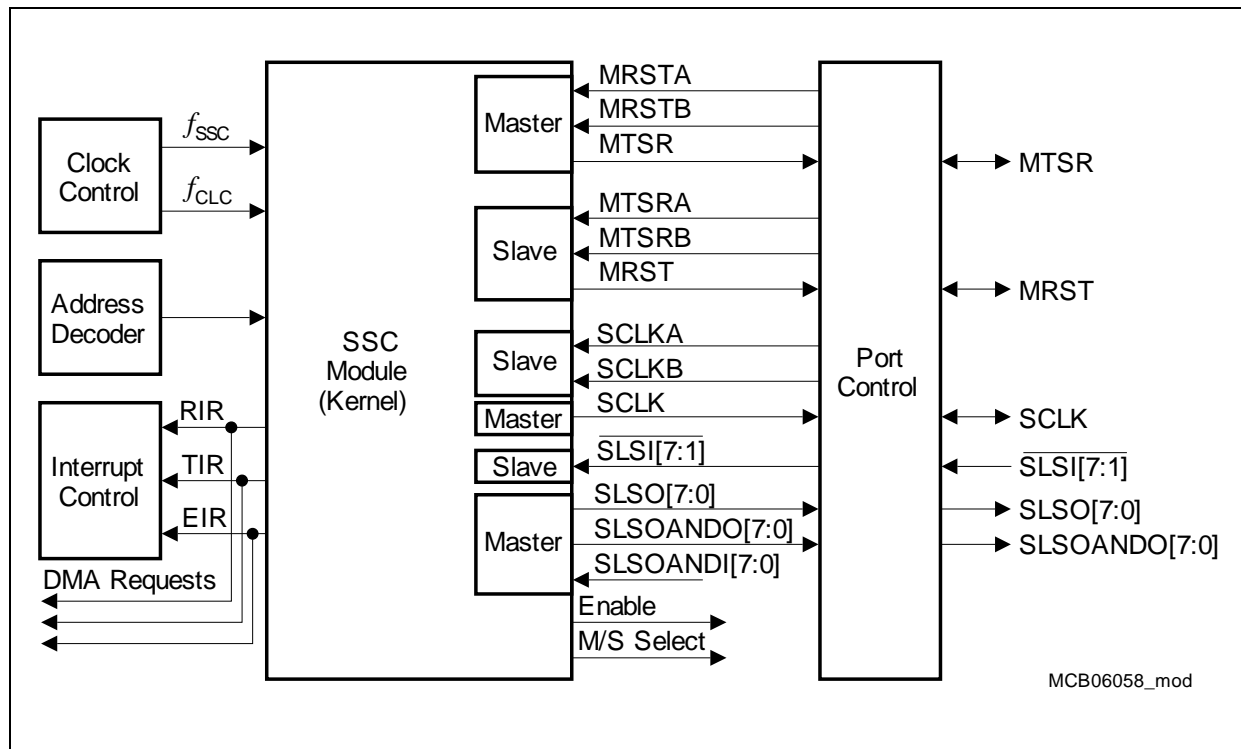 Clock
Control
fSSC
fCLC
Address
Decoder
Interrupt
Control
RIR
TIR
EIR
DMA Requests
SSC
Module
(Kernel)
Master
Slave
Slave
Master
Slave
Master
MRSTA
MRSTB
MTSR
MTSRA
MTSRB
MRST
SCLKA
SCLKB
SCLK
SLSI[7:1]
SLSO[7:0]
SLSOANDO[7:0]
SLSOANDI[7:0]
Enable
M/S Select
Port
Control
MTSR
MRST
SCLK
SLSI[7:1]
SLSO[7:0]
SLSOANDO[7:0]
MCB06058_mod